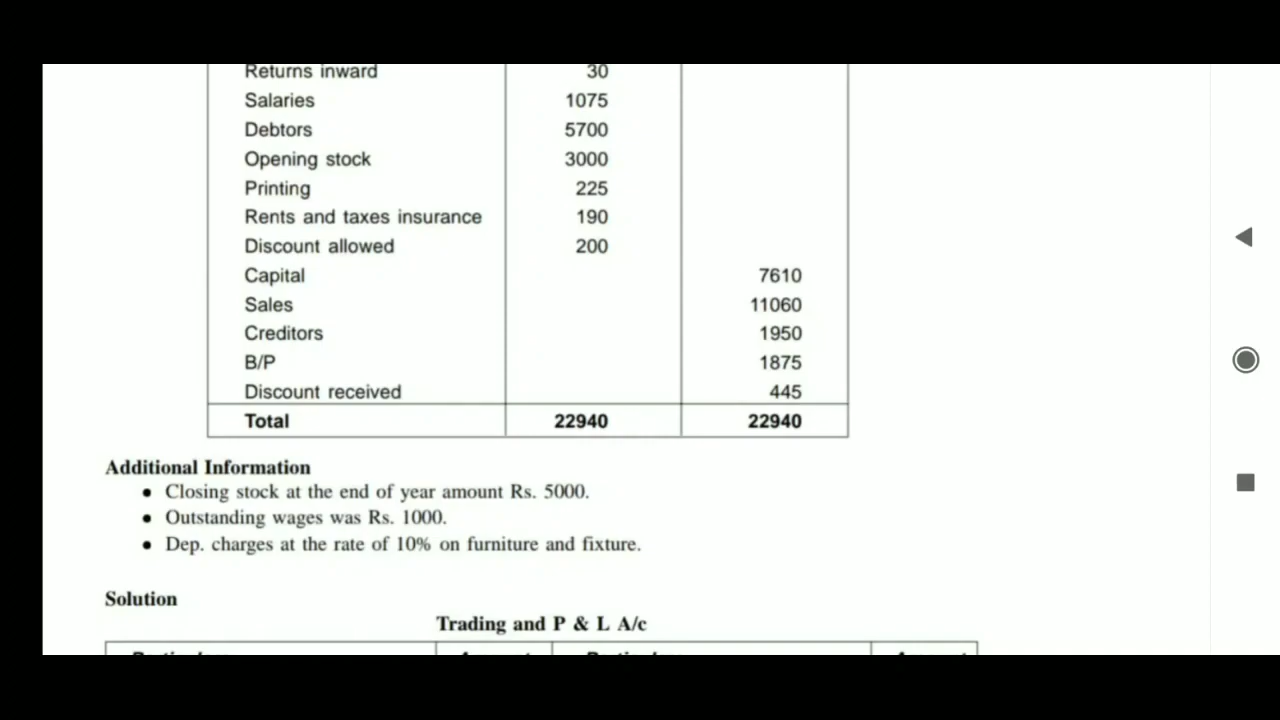 Returns inward 30
Salaries 1075
Debtors 5700
Opening stock 3000
Printing 225
Rents and taxes insurance 190
Discount allowed 200
Capital 7610
Sales 11060
Creditors 1950
B/P 1875
Discount received 445
Total 22940 22940
Additional Information
• Closing stock at the end of year amount Rs. 5000.
• Outstanding wages was Rs. 1000.
• Dep. charges at the rate of 10% on furniture and fixture.
Solution
Trading and P & L A/c